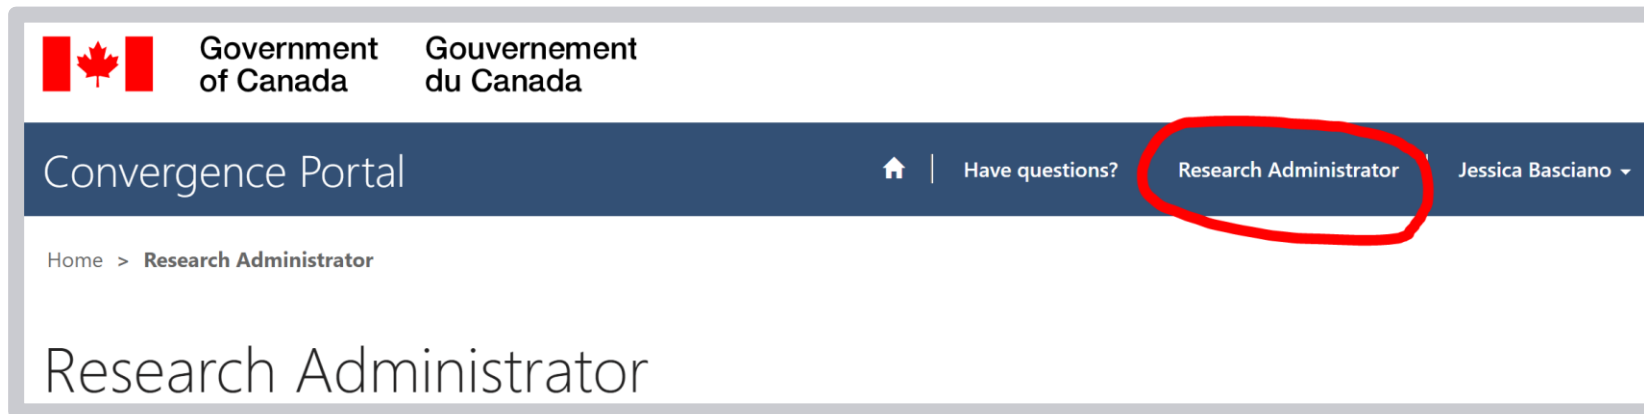 Government Gouvernement
of Canada du Canada
Convergence Portal Have questions? Research Administrator Jessica Basciano
Home > Research Administrator
Research Administrator